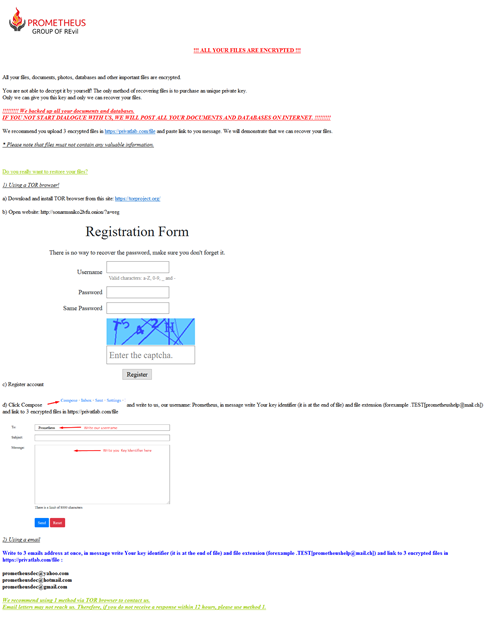 PROMETHEUS
GROUP OF REvil
!!! ALL YOUR FILES ARE ENCRYPTED !!!
All your files, documents, photos, databases and other important files are encrypted.
You are not able to decrypt it by yourself! The only method of recovering files is to purchase an unique private key.
Only we can give you this key and only we can recover your files.
!!!!!!!! We backed up all your documents and databases.
IF YOU NOT START DIALOGUE WITH US, WE WILL POST ALL YOUR DOCUMENTS AND DATABASES ON INTERNET. !!!!!!!!
We recommend you upload 3 encrypted files in https://privatlab.com/file and paste link to you message. We will demonstrate that we can recover your files.
* Please note that files must not contain any valuable information.
Do you really want to restore your files?
1) Using a TOR browser!
a) Download and install TOR browser from this site: https://torproject.org/
b) Open website:
Registration Form
There is no way to recover the password, make sure you don't forget it.
Username
Valid characters: a-Z, 0-9, _ and -
Password
Same Password
Enter the captcha.
Register
c) Register account
d) Click Compose Compose - Inbox - Sent - Settings - and write to us, our username: Prometheus, in message write Your key identifier (it is at the end of file) and file extension (forexample .TEST[prometheushelp@mail.ch])
and link to 3 encrypted files in https://privatlab.com/file
To: Prometheus Write our username
Subject:
Message: Write your Key Identifier here
Send Reset
2) Using a email
Write to 3 emails address at once, in message write Your key identifier (it is at the end of file) and file extension (forexample .TEST[prometheushelp@mail.ch]) and link to 3 encrypted files in
https://privatlab.com/file :
prometheusdec@yahoo.com
prometheusdec@hotmail.com
prometheusdec@gmail.com
We recommend using 1 method via TOR browser to contact us.
Email letters may not reach us. Therefore, if you do not receive a response within 12 hours, please use method 1.